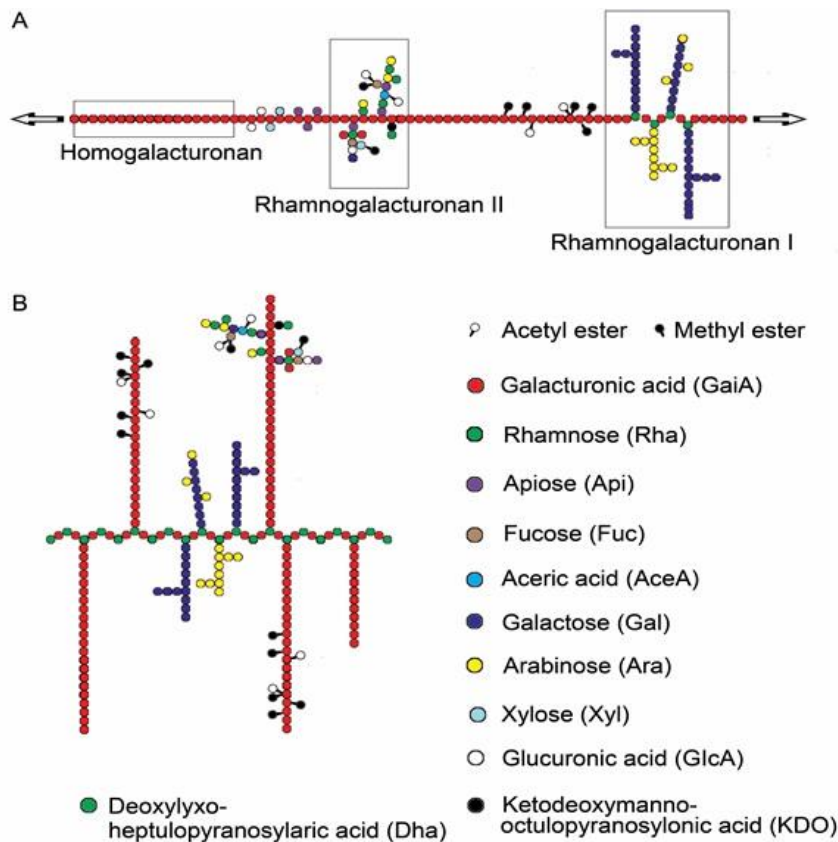 A
Homogalacturonan
Rhamnogalacturonan II
Rhamnogalacturonan I
B
Acetyl ester
Methyl ester
Galacturonic acid (GaiA)
Rhamnose (Rha)
Apiose (Api)
Fucose (Fuc)
Aceric acid (AceA)
Galactose (Gal)
Arabinose (Ara)
Xylose (Xyl)
Glucuronic acid (GlcA)
Deoxylyxo-
heptulopyranosylaric acid (Dha)
Ketodeoxymanno-
octulopyranosylonic acid (KDO)